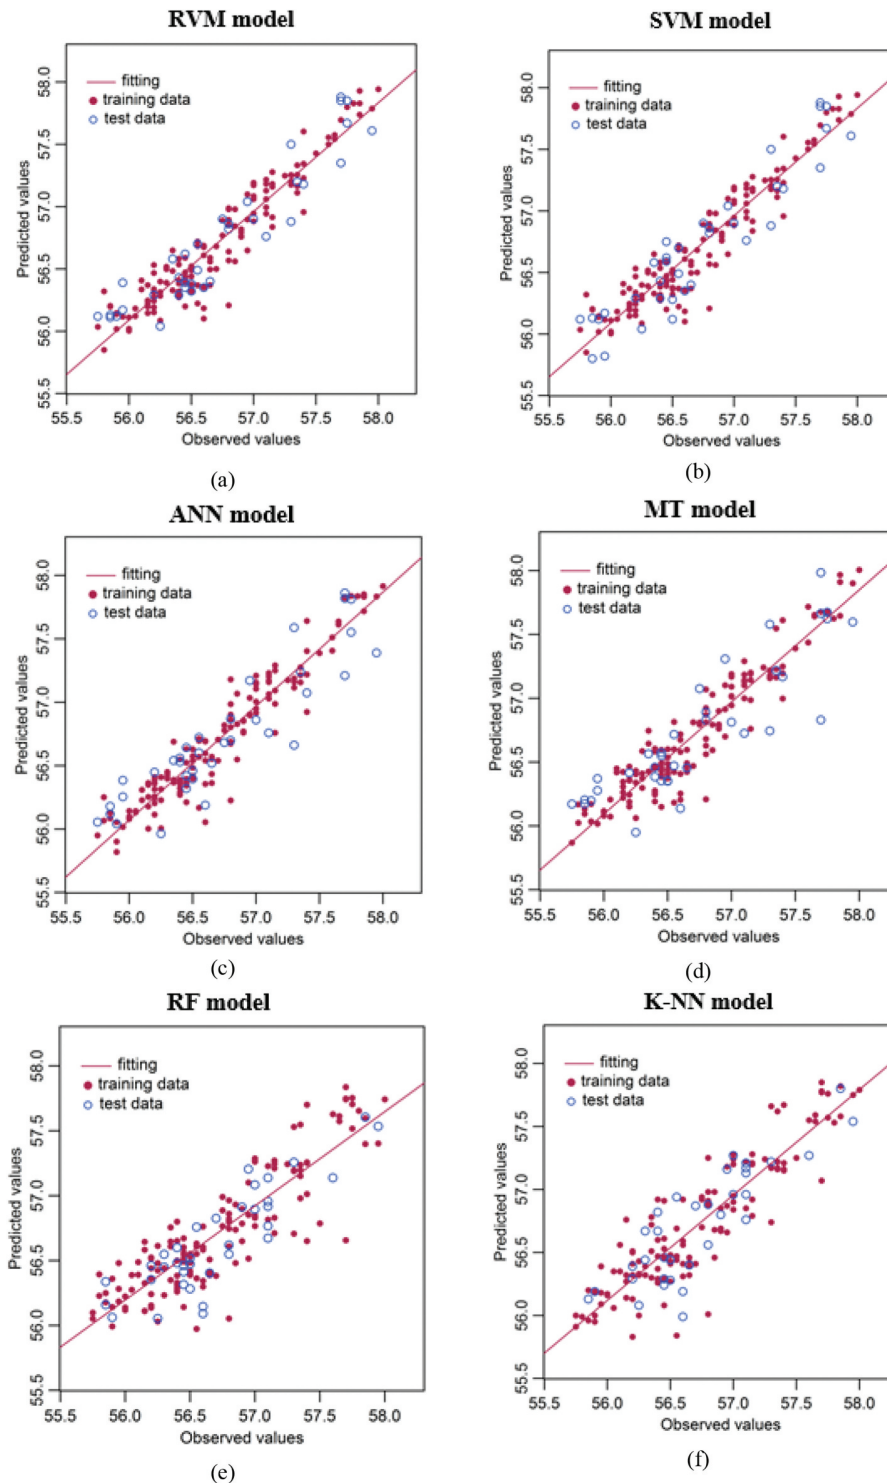 RVM model
fitting
training data
test data
Predicted values
58.0
57.5
57.0
56.5
56.0
55.5
55.5 56.0 56.5 57.0 57.5 58.0
Observed values
(a)
SVM model
fitting
training data
test data
Predicted values
58.0
57.5
57.0
56.5
56.0
55.5
55.5 56.0 56.5 57.0 57.5 58.0
Observed values
(b)
ANN model
fitting
training data
test data
Predicted values
58.0
57.5
57.0
56.5
56.0
55.5
55.5 56.0 56.5 57.0 57.5 58.0
Observed values
(c)
MT model
fitting
training data
test data
Predicted values
58.0
57.5
57.0
56.5
56.0
55.5
55.5 56.0 56.5 57.0 57.5 58.0
Observed values
(d)
RF model
fitting
training data
test data
Predicted values
58.0
57.5
57.0
56.5
56.0
55.5
55.5 56.0 56.5 57.0 57.5 58.0
Observed values
(e)
K-NN model
fitting
training data
test data
Predicted values
58.0
57.5
57.0
56.5
56.0
55.5
55.5 56.0 56.5 57.0 57.5 58.0
Observed values
(f)